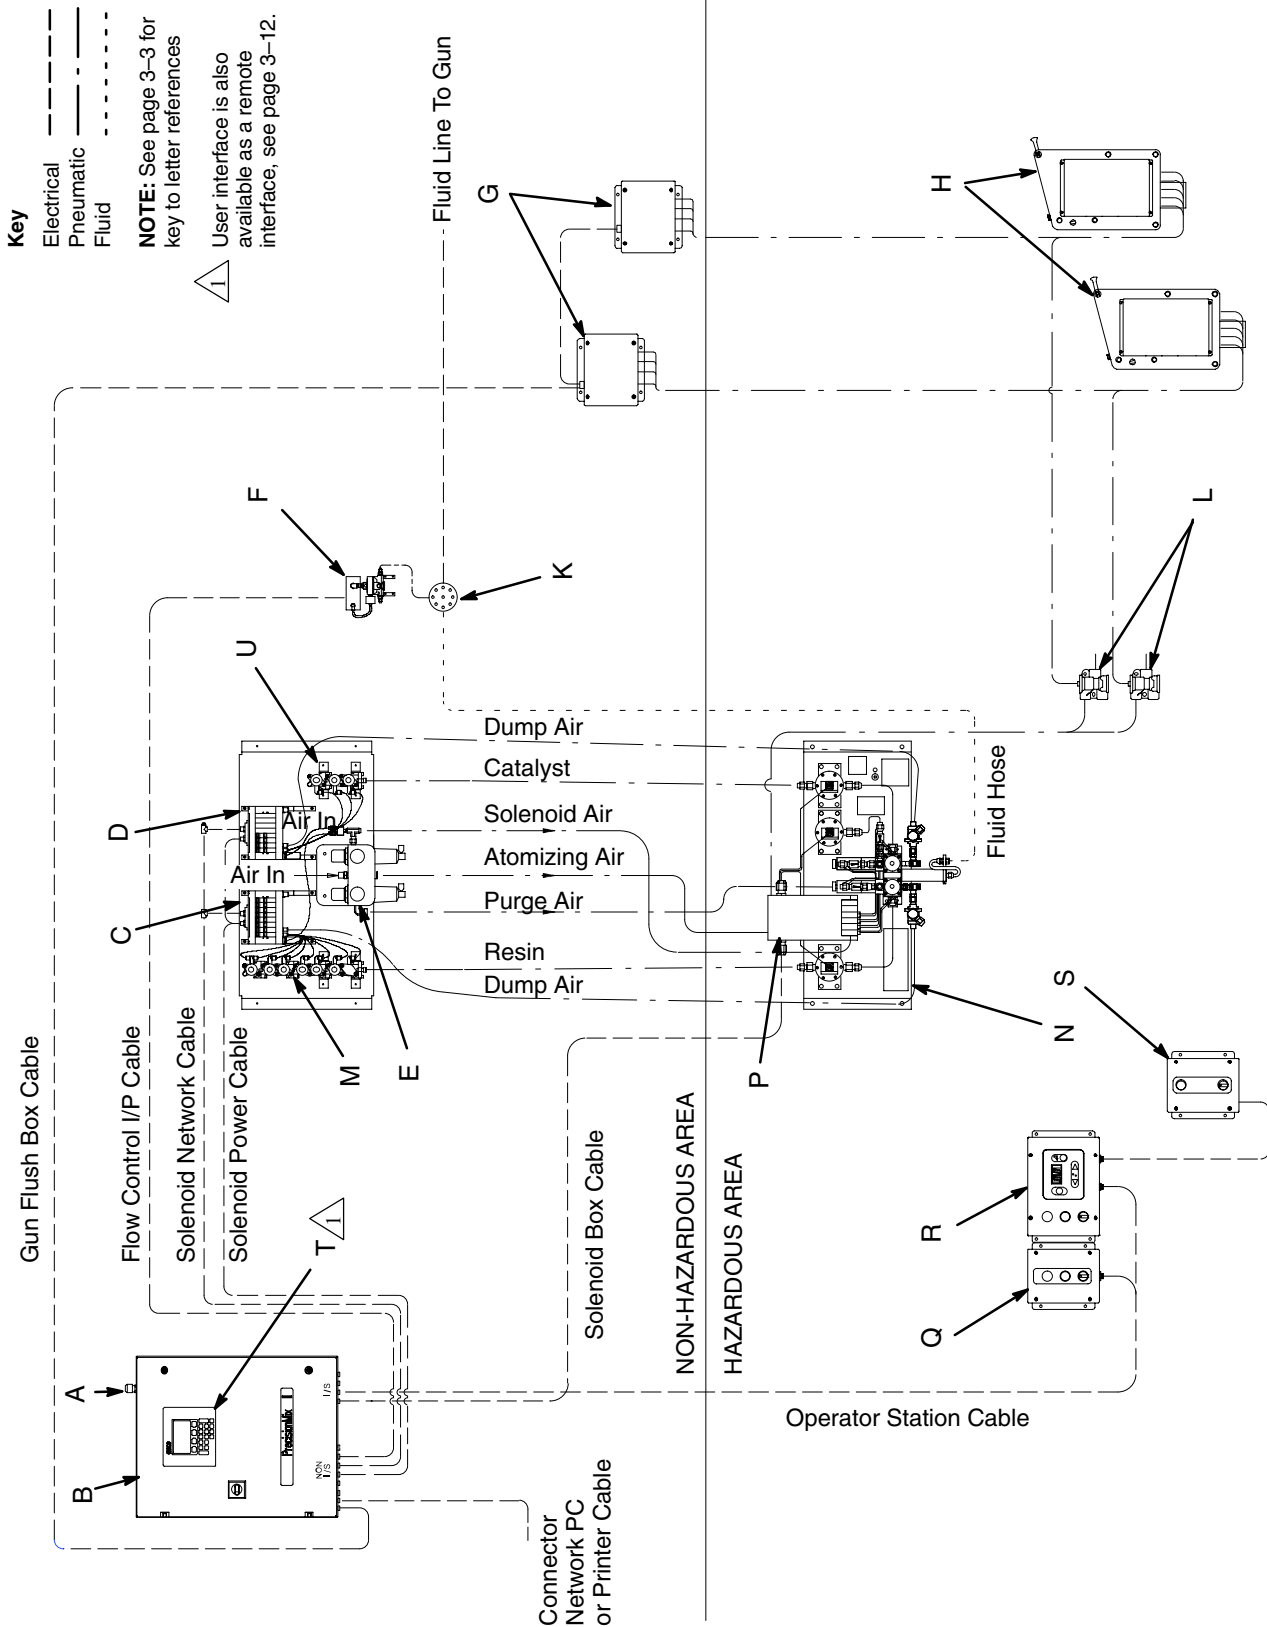 Key
Electrical
Pneumatic
Fluid
NOTE: See page 3–3 for
key to letter references
1
User interface is also
available as a remote
interface, see page 3–12.
Gun Flush Box Cable
Flow Control I/P Cable
Solenoid Network Cable
Solenoid Power Cable
A
B
T
1
PrecisionMix II
NON
I/S
I/S
Connector
Network PC
or Printer Cable
Solenoid Box Cable
C
D
U
F
K
M
E
Air In
Air In
Dump Air
Catalyst
Solenoid Air
Atomizing Air
Purge Air
Resin
Dump Air
Fluid Line To Gun
G
NON-HAZARDOUS AREA
HAZARDOUS AREA
H
L
P
N
Fluid Hose
S
R
Q
Operator Station Cable